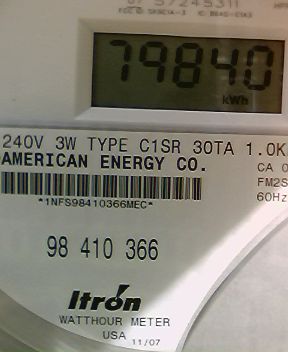 57245311
79840
kWh
240V 3W TYPE C1SR 30TA 1.0K
AMERICAN ENERGY CO.
CA 0
FM2S
60Hz
*1NFS98410366MEC*
98 410 366
Itron
WATTHOUR METER
USA 11/07